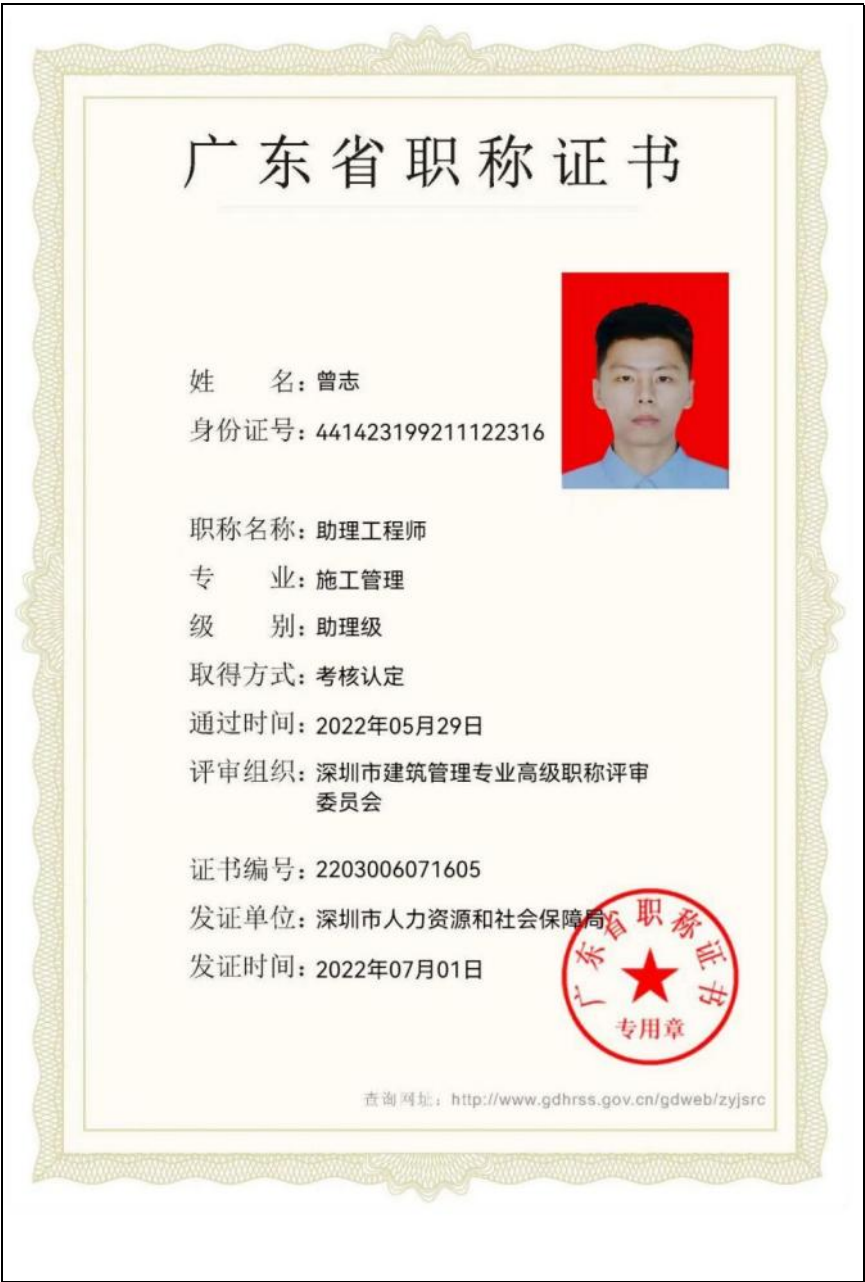 广东省职称证书
姓 名：曾志
身份证号：441423199211122316
职称名称：助理工程师
专 业：施工管理
级 别：助理级
取得方式：考核认定
通过时间：2022年05月29日
评审组织：深圳市建筑管理专业高级职称评审
委员会
证书编号：2203006071605
发证单位：深圳市人力资源和社会保障局
发证时间：2022年07月01日
广东省职称证书
专用章
查询网址：http://www.gdhrss.gov.cn/gdweb/zyjsrc